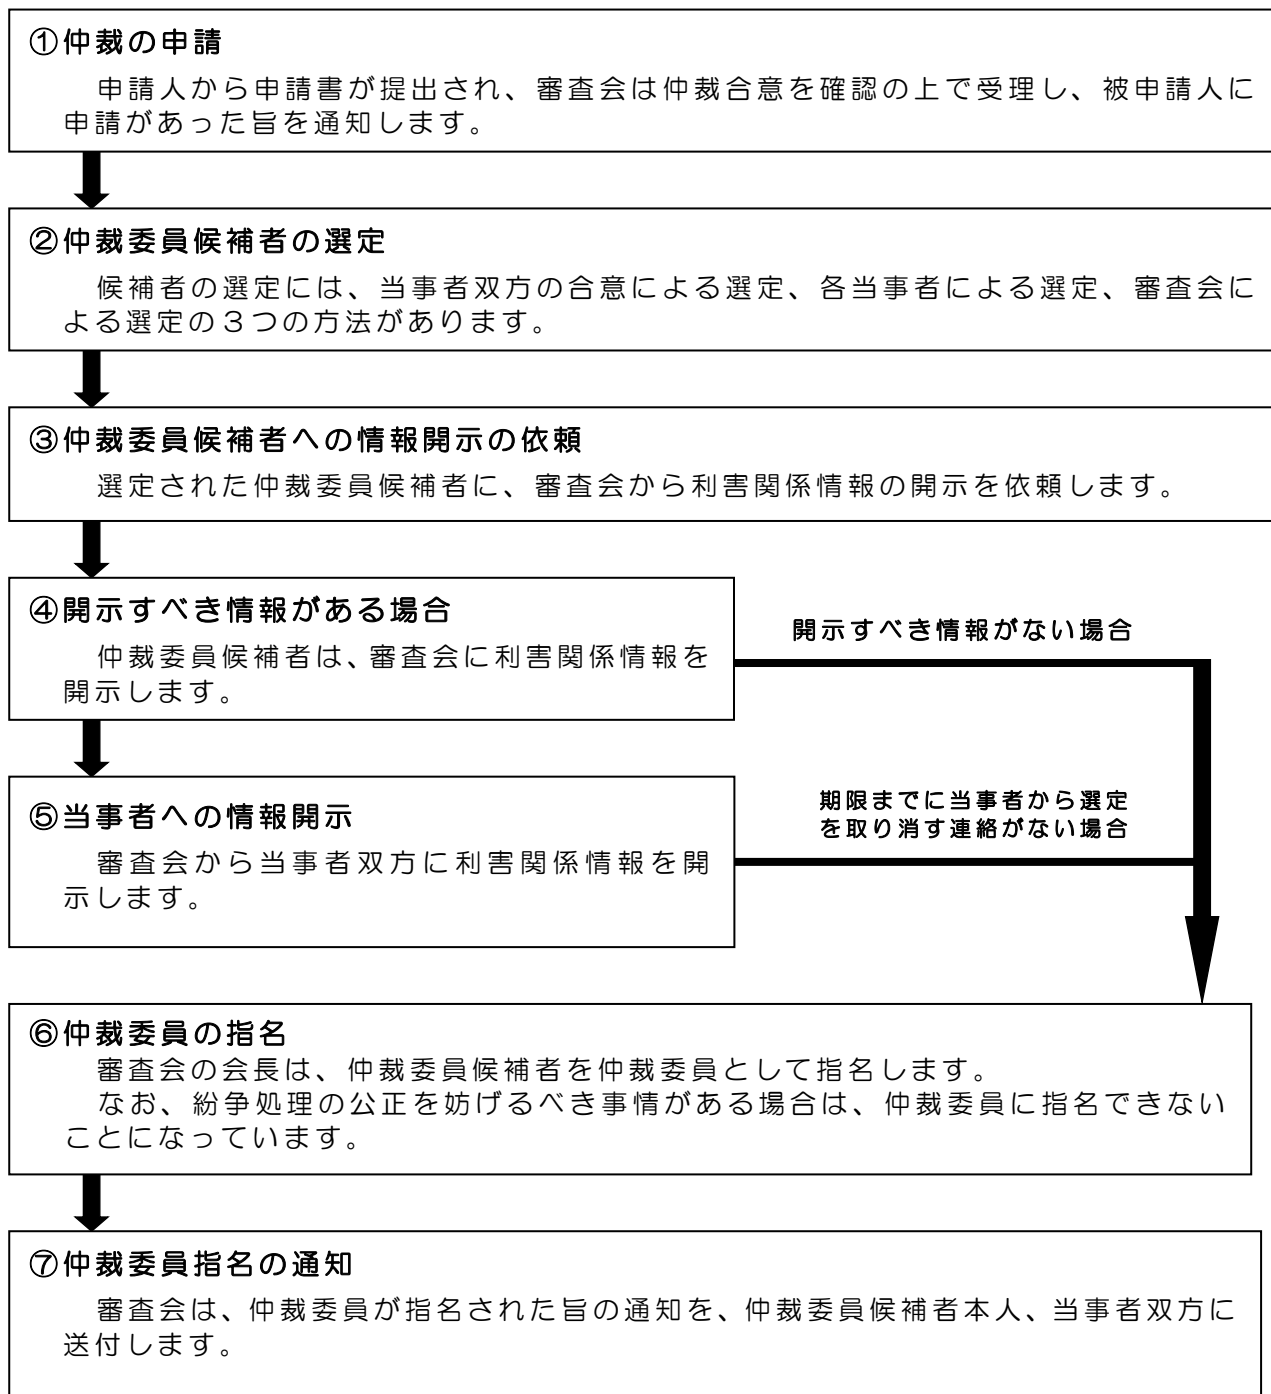 ①仲裁の申請
申請人から申請書が提出され、審査会は仲裁合意を確認の上で受理し、被申請人に
申請があった旨を通知します。
②仲裁委員候補者の選定
候補者の選定には、当事者双方の合意による選定、各当事者による選定、審査会に
よる選定の３つの方法があります。
③仲裁委員候補者への情報開示の依頼
選定された仲裁委員候補者に、審査会から利害関係情報の開示を依頼します。
④開示すべき情報がある場合
仲裁委員候補者は、審査会に利害関係情報を
開示します。
開示すべき情報がない場合
⑤当事者への情報開示
審査会から当事者双方に利害関係情報を開
示します。
期限までに当事者から選定
を取り消す連絡がない場合
⑥仲裁委員の指名
審査会の会長は、仲裁委員候補者を仲裁委員として指名します。
なお、紛争処理の公正を妨げるべき事情がある場合は、仲裁委員に指名できない
ことになっています。
⑦仲裁委員指名の通知
審査会は、仲裁委員が指名された旨の通知を、仲裁委員候補者本人、当事者双方に
送付します。